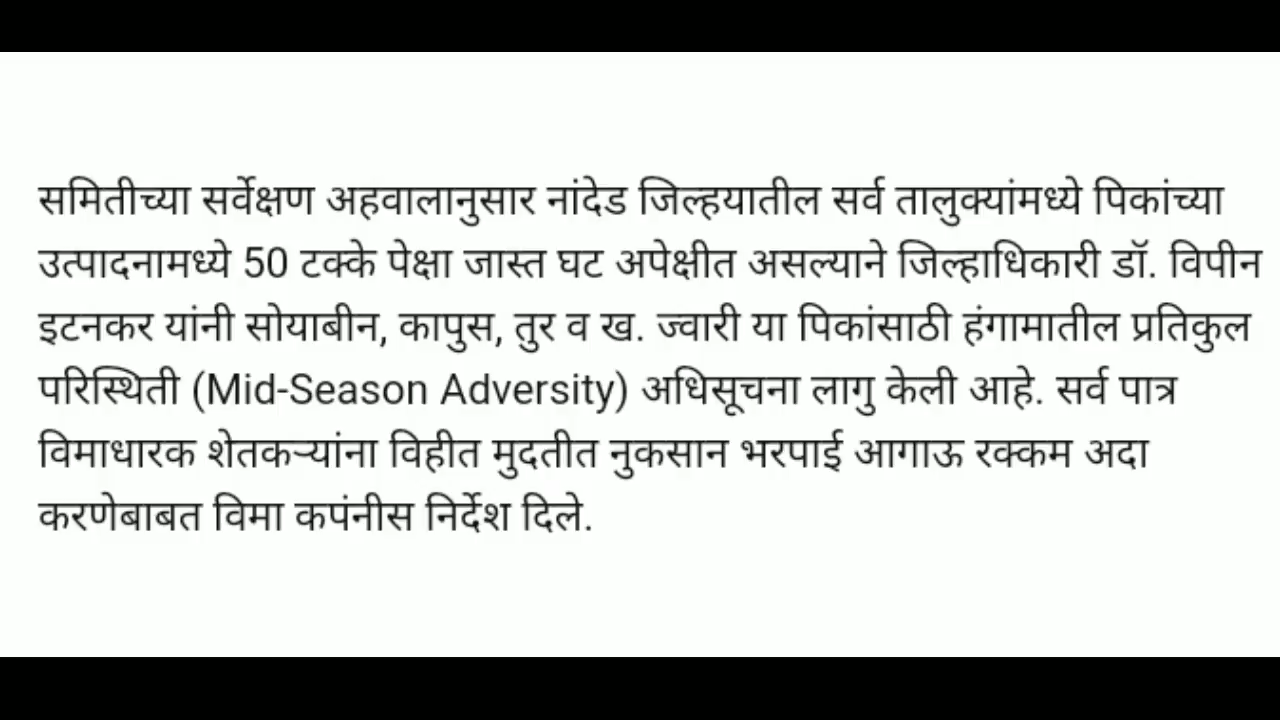 समितीच्या सर्वेक्षण अहवालानुसार नांदेड जिल्हयातील सर्व तालुक्यांमध्ये पिकांच्या
उत्पादनामध्ये 50 टक्के पेक्षा जास्त घट अपेक्षीत असल्याने जिल्हाधिकारी डॉ. विपीन
इटनकर यांनी सोयाबीन, कापुस, तुर व ख. ज्वारी या पिकांसाठी हंगामातील प्रतिकुल
परिस्थिती (Mid-Season Adversity) अधिसूचना लागु केली आहे. सर्व पात्र
विमाधारक शेतकऱ्यांना विहीत मुदतीत नुकसान भरपाई आगाऊ रक्कम अदा
करणेबाबत विमा कपंनीस निर्देश दिले.